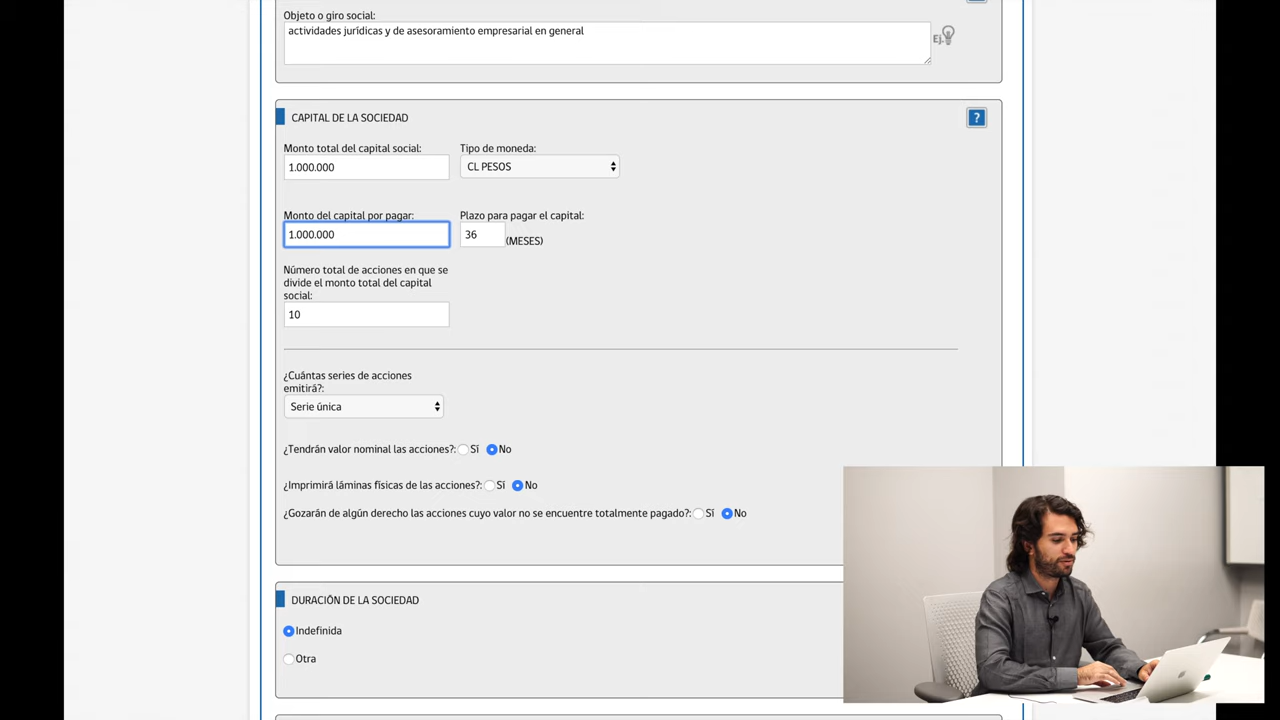 Objeto o giro social:
actividades jurídicas y de asesoramiento empresarial en general
Ej.
CAPITAL DE LA SOCIEDAD
?
Monto total del capital social:
Tipo de moneda:
1.000.000
CL PESOS
Monto del capital por pagar:
Plazo para pagar el capital:
1.000.000
36
(MESES)
Número total de acciones en que se
divide el monto total del capital
social:
10
¿Cuántas series de acciones
emitirá?:
Serie única
¿Tendrán valor nominal las acciones?: Sí No
¿Imprimirá láminas físicas de las acciones?: Sí No
¿Gozarán de algún derecho las acciones cuyo valor no se encuentre totalmente pagado?: Sí No
DURACIÓN DE LA SOCIEDAD
Indefinida
Otra